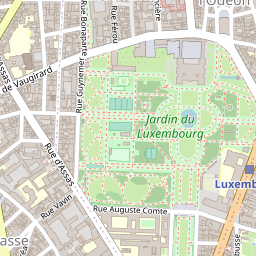 l'Odéon
Rue Bonaparte
Rue Férou
de Vaugirard
Rue Guynemer
Jardin du
Luxembourg
Rue d'Assas
Luxemb
Rue Vavin
Rue Auguste Comte
asse